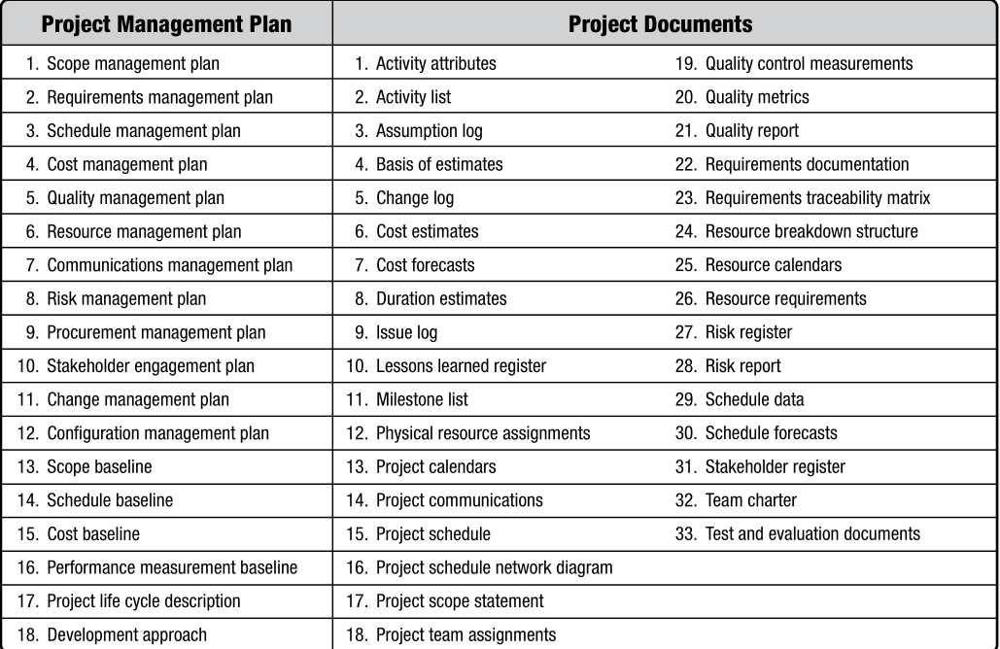 Project Management Plan Project Documents
1. Scope management plan 1. Activity attributes 19. Quality control measurements
2. Requirements management plan 2. Activity list 20. Quality metrics
3. Schedule management plan 3. Assumption log 21. Quality report
4. Cost management plan 4. Basis of estimates 22. Requirements documentation
5. Quality management plan 5. Change log 23. Requirements traceability matrix
6. Resource management plan 6. Cost estimates 24. Resource breakdown structure
7. Communications management plan 7. Cost forecasts 25. Resource calendars
8. Risk management plan 8. Duration estimates 26. Resource requirements
9. Procurement management plan 9. Issue log 27. Risk register
10. Stakeholder engagement plan 10. Lessons learned register 28. Risk report
11. Change management plan 11. Milestone list 29. Schedule data
12. Configuration management plan 12. Physical resource assignments 30. Schedule forecasts
13. Scope baseline 13. Project calendars 31. Stakeholder register
14. Schedule baseline 14. Project communications 32. Team charter
15. Cost baseline 15. Project schedule 33. Test and evaluation documents
16. Performance measurement baseline 16. Project schedule network diagram
17. Project life cycle description 17. Project scope statement
18. Development approach 18. Project team assignments